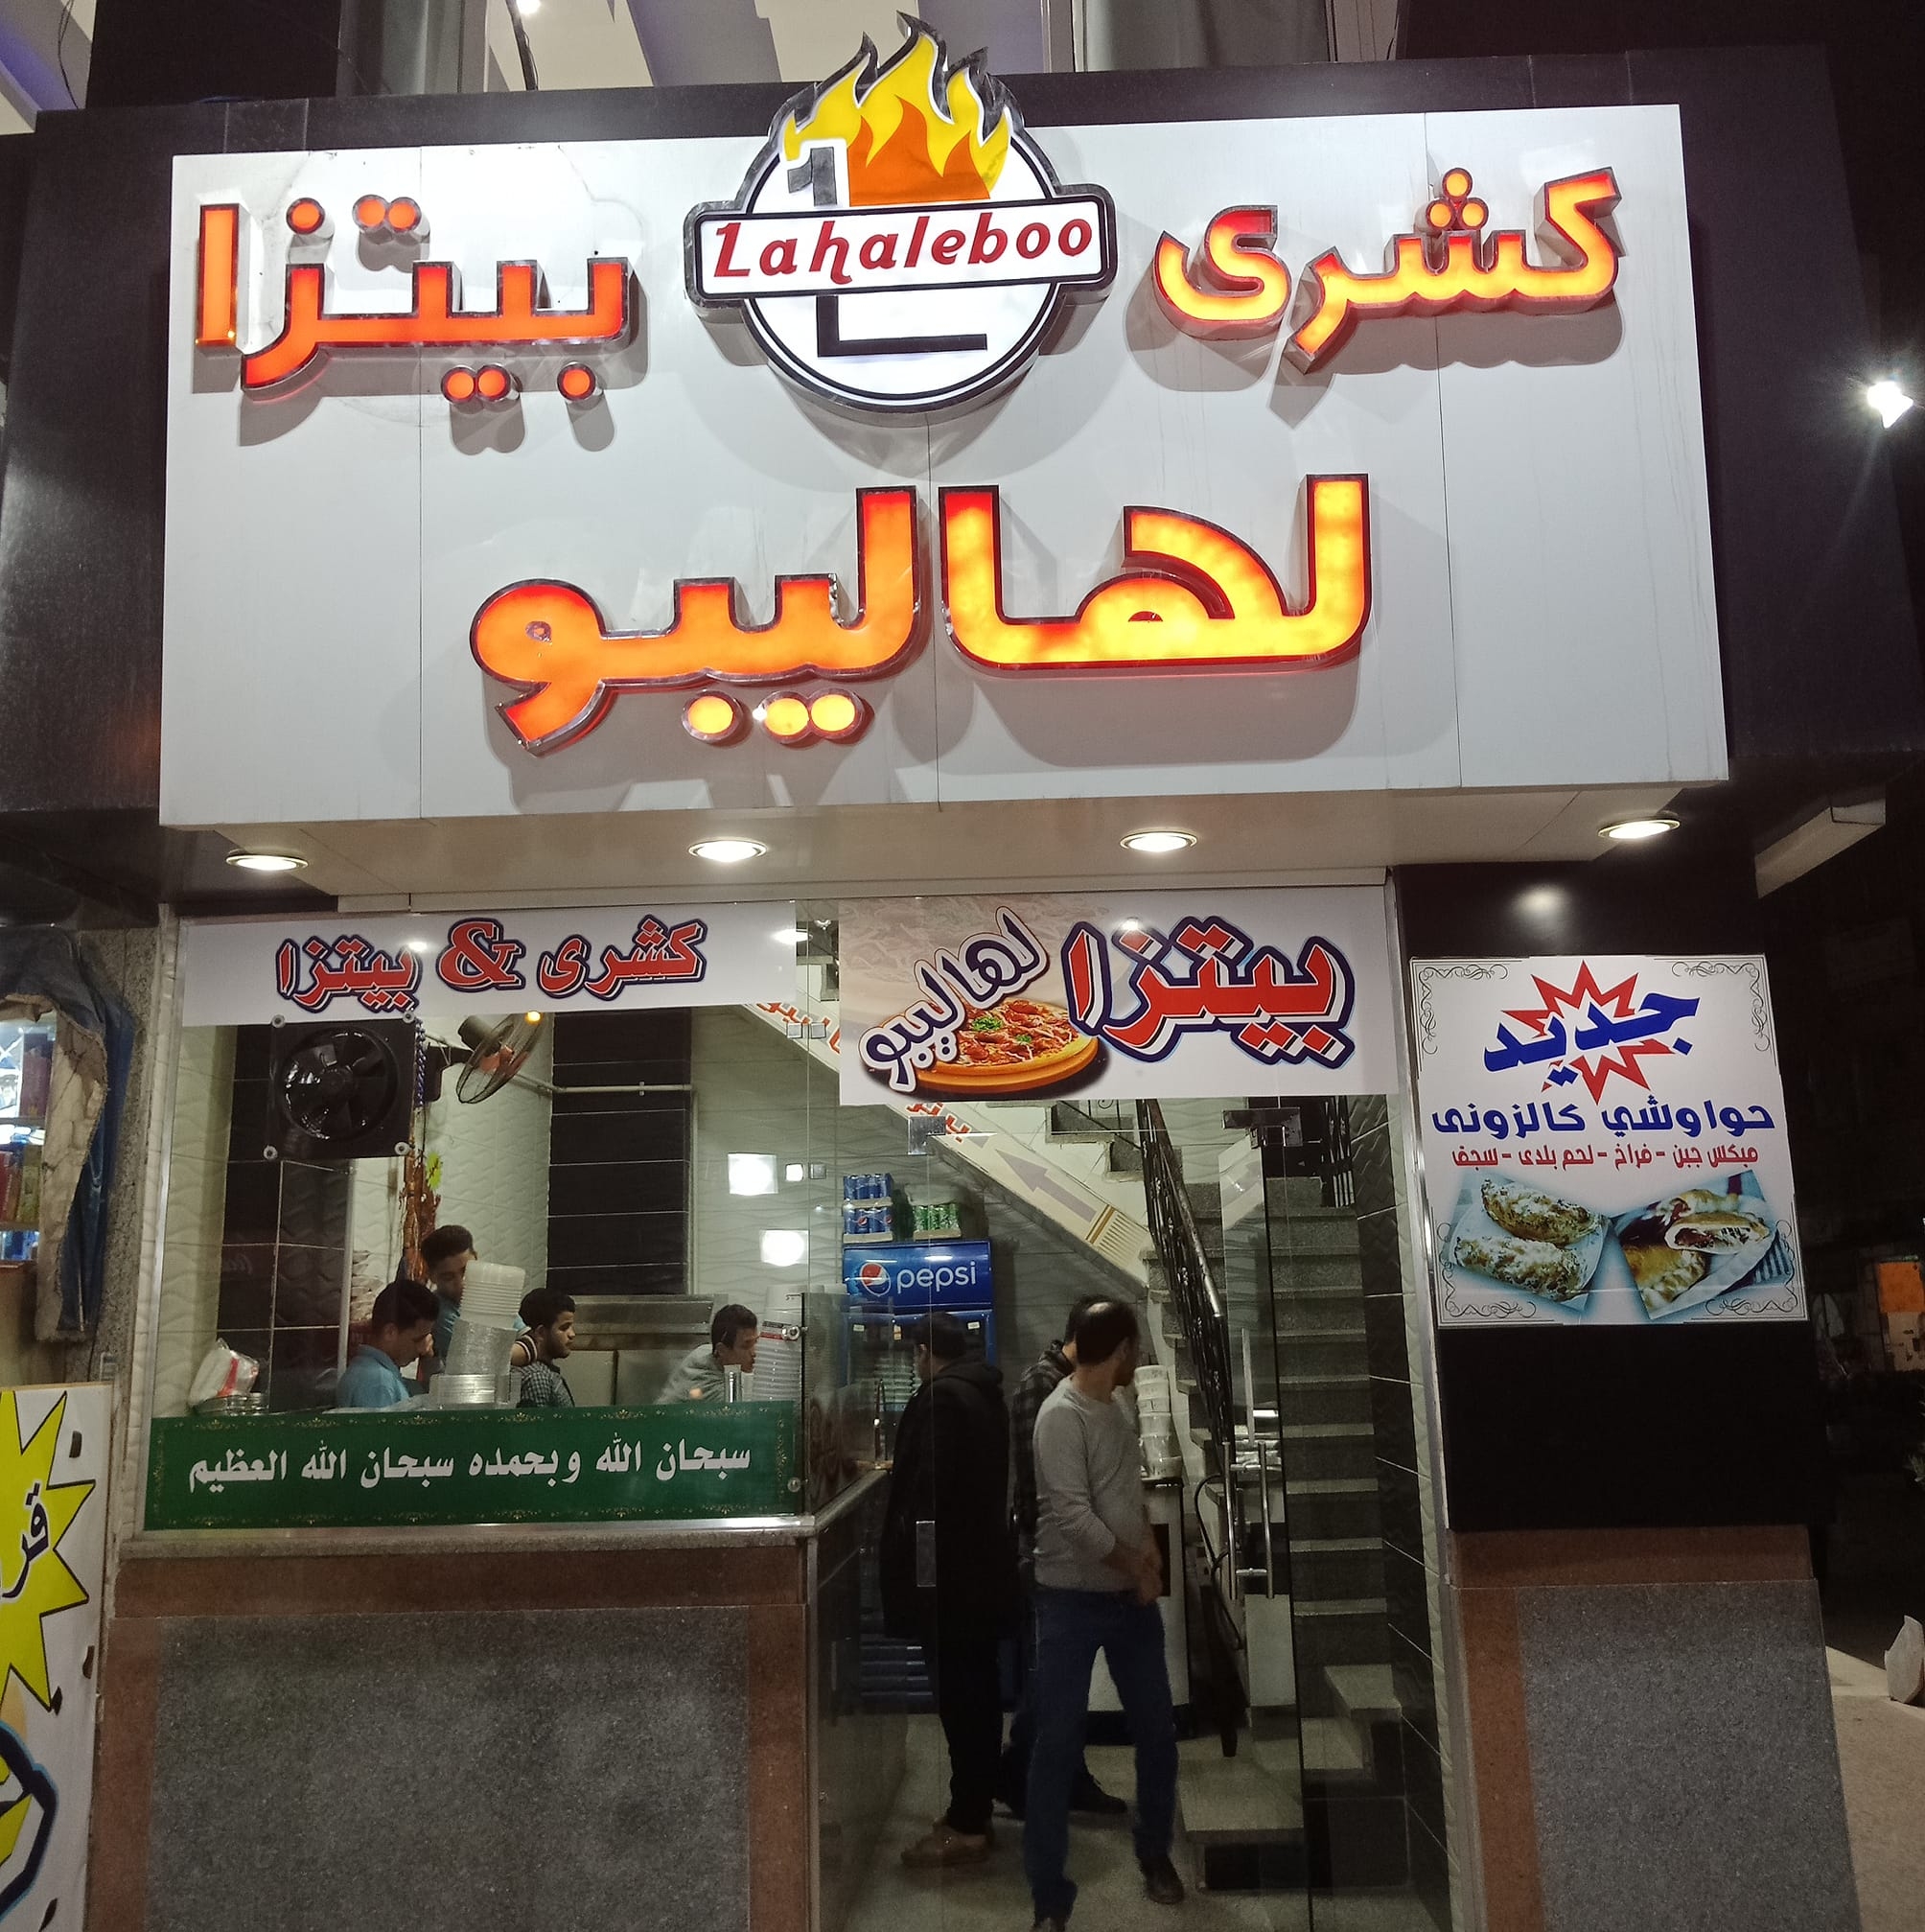 كشرى
Lahaleboo
بيتزا
لهاليبو
كشرى & بيتزا
بيتزا
لهاليبو
جديد
حواوشي كالزونى
ميكس جبن - فراخ - لحم بلدى - سجق
pepsi
سبحان الله وبحمده سبحان الله العظيم